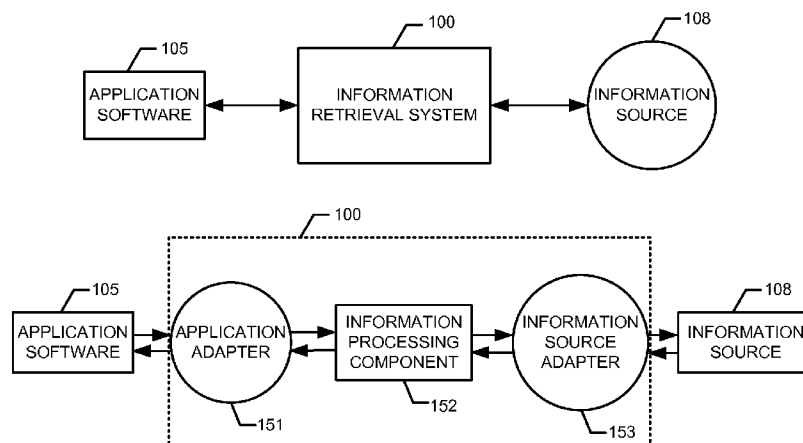 105
100
108
APPLICATION
SOFTWARE
INFORMATION
RETRIEVAL SYSTEM
INFORMATION
SOURCE
100
105
108
APPLICATION
SOFTWARE
APPLICATION
ADAPTER
INFORMATION
PROCESSING
COMPONENT
INFORMATION
SOURCE
ADAPTER
INFORMATION
SOURCE
151
152
153